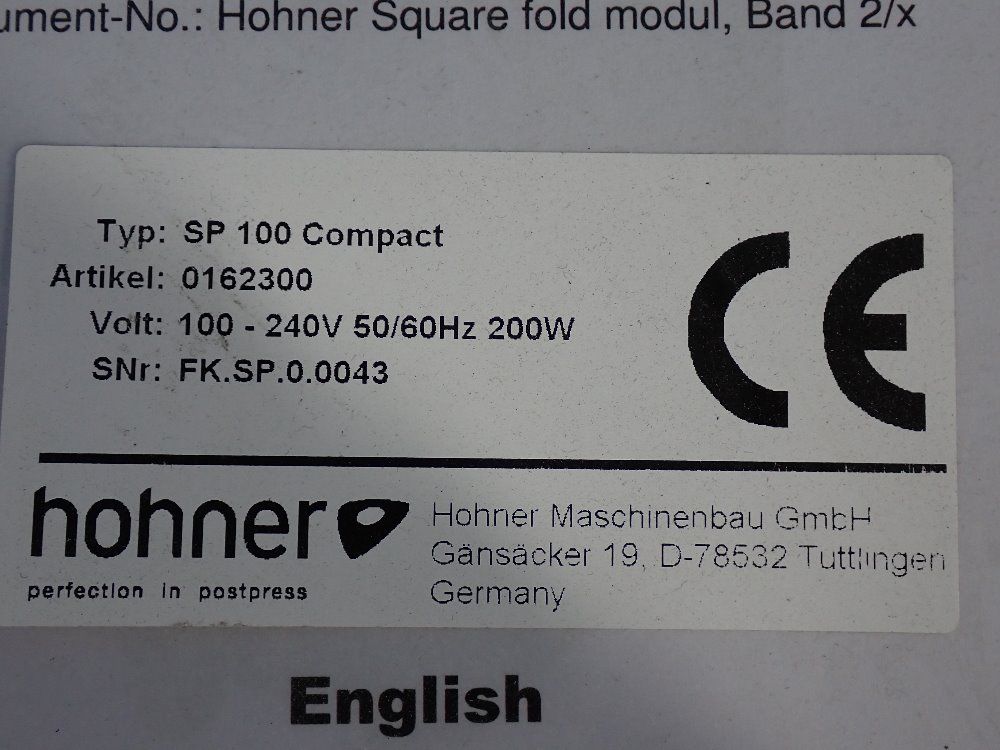 ument-No.: Hohner Square fold modul, Band 2/x
Typ: SP 100 Compact
Artikel: 0162300
Volt: 100 - 240V 50/60Hz 200W
SNr: FK.SP.0.0043
CE
hohner
perfection in postpress
Hohner Maschinenbau GmbH
Gänsäcker 19, D-78532 Tuttlingen
Germany
English